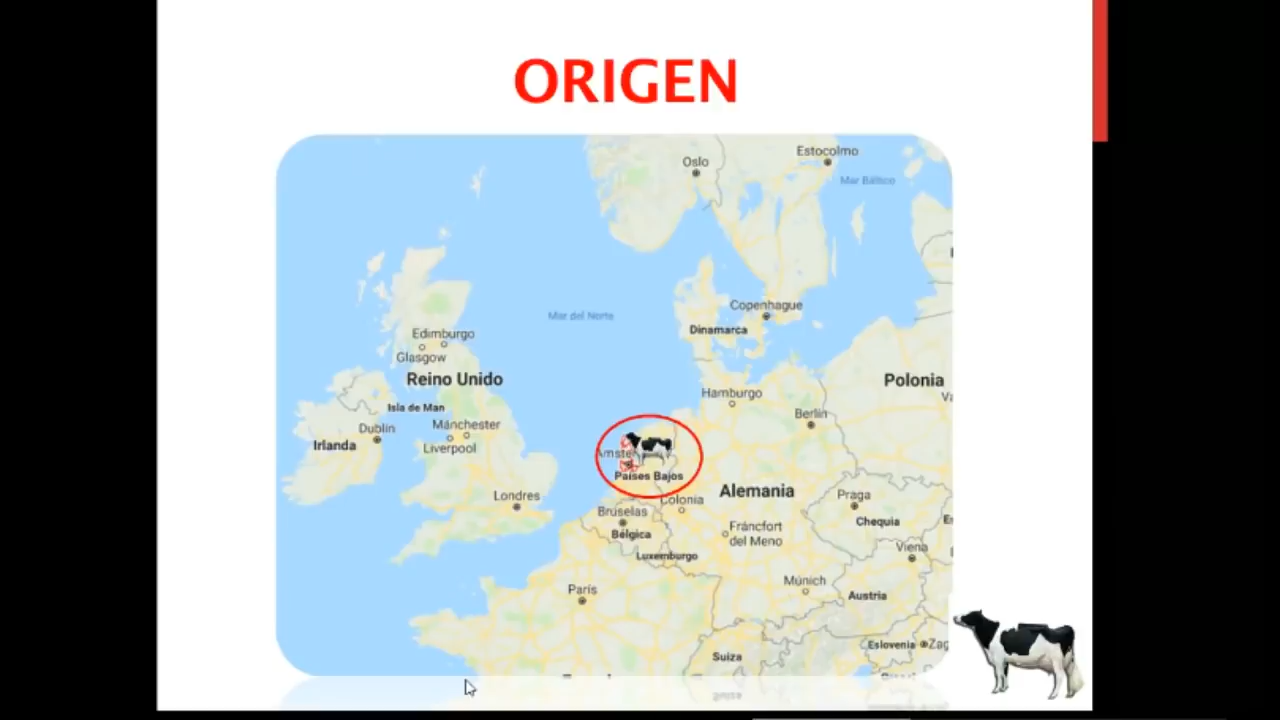 ORIGEN
Oslo
Estocolmo
Mar Báltico
Mar del Norte
Copenhague
Dinamarca
Edimburgo
Glasgow
Reino Unido
Isla de Man
Mánchester
Dublín
Liverpool
Irlanda
Londres
Hamburgo
Polonia
Berlín
Países Bajos
Colonia
Alemania
Bruselas
Bélgica
Luxemburgo
Fráncfort
del Meno
Praga
Chequia
Viena
París
Múnich
Austria
Eslovenia
Zag
Suiza